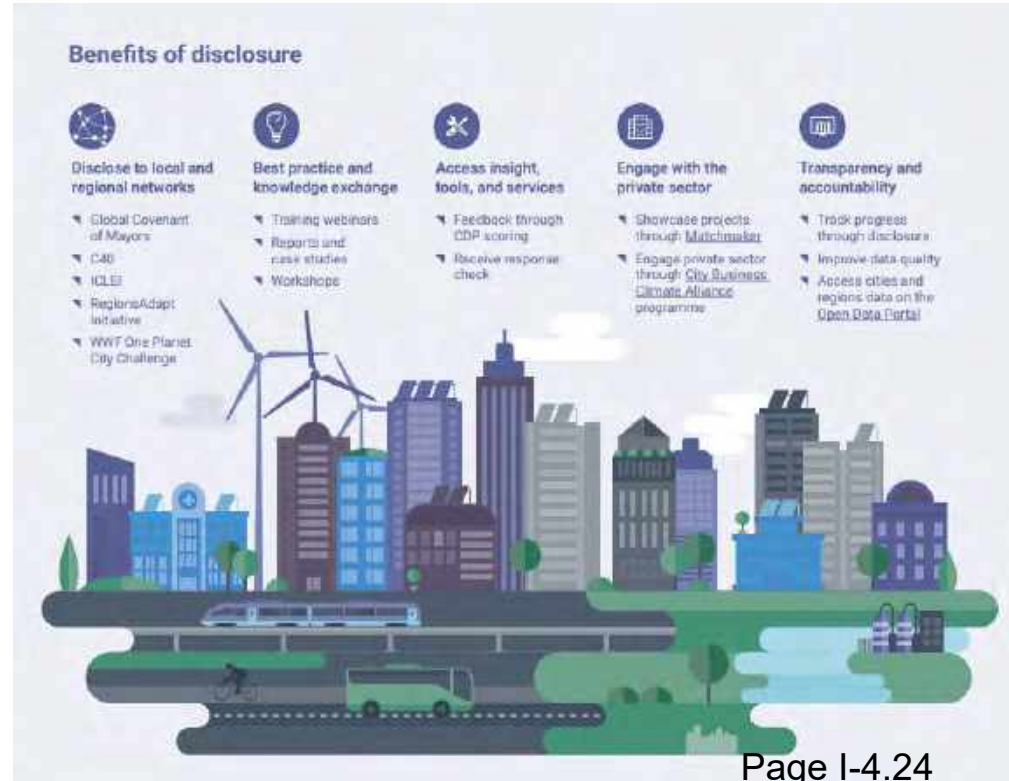 Benefits of disclosure
Disclose to local and
regional networks
Global Covenant
of Mayors
C40
ICLEI
RegionsAdapt
Initiative
WWF One Planet
City Challenge
Best practice and
knowledge exchange
Training webinars
Reports and
case studies
Workshops
Access insight,
tools, and services
Feedback through
CDP scoring
Receive response
check
Engage with the
private sector
Showcase projects
through Matchmaker
Engage private sector
through City Business
Climate Alliance
programme
Transparency and
accountability
Track progress
through disclosure
Improve data quality
Access cities and
regions data on the
Open Data Portal
Page I-4.24